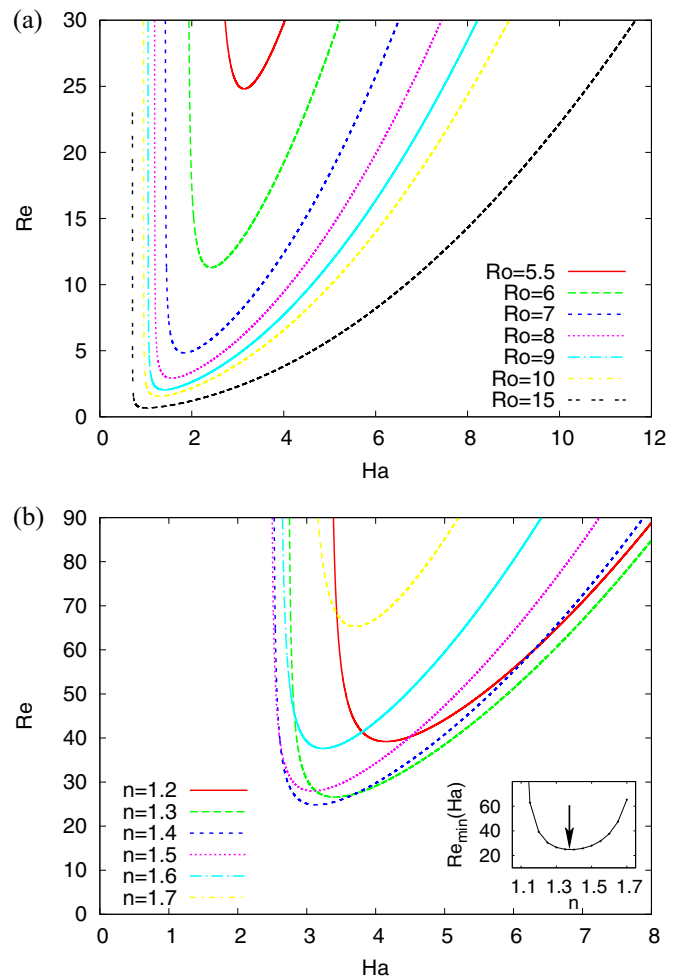 (a)
30
25
20
15
10
5
0
Re
Ro=5.5
Ro=6
Ro=7
Ro=8
Ro=9
Ro=10
Ro=15
0 2 4 6 8 10 12
Ha
(b)
90
80
70
60
50
40
30
20
10
0
Re
n=1.2
n=1.3
n=1.4
n=1.5
n=1.6
n=1.7
Re_min(Ha)
60
40
20
1.1 1.3 1.5 1.7
n
0 1 2 3 4 5 6 7 8
Ha